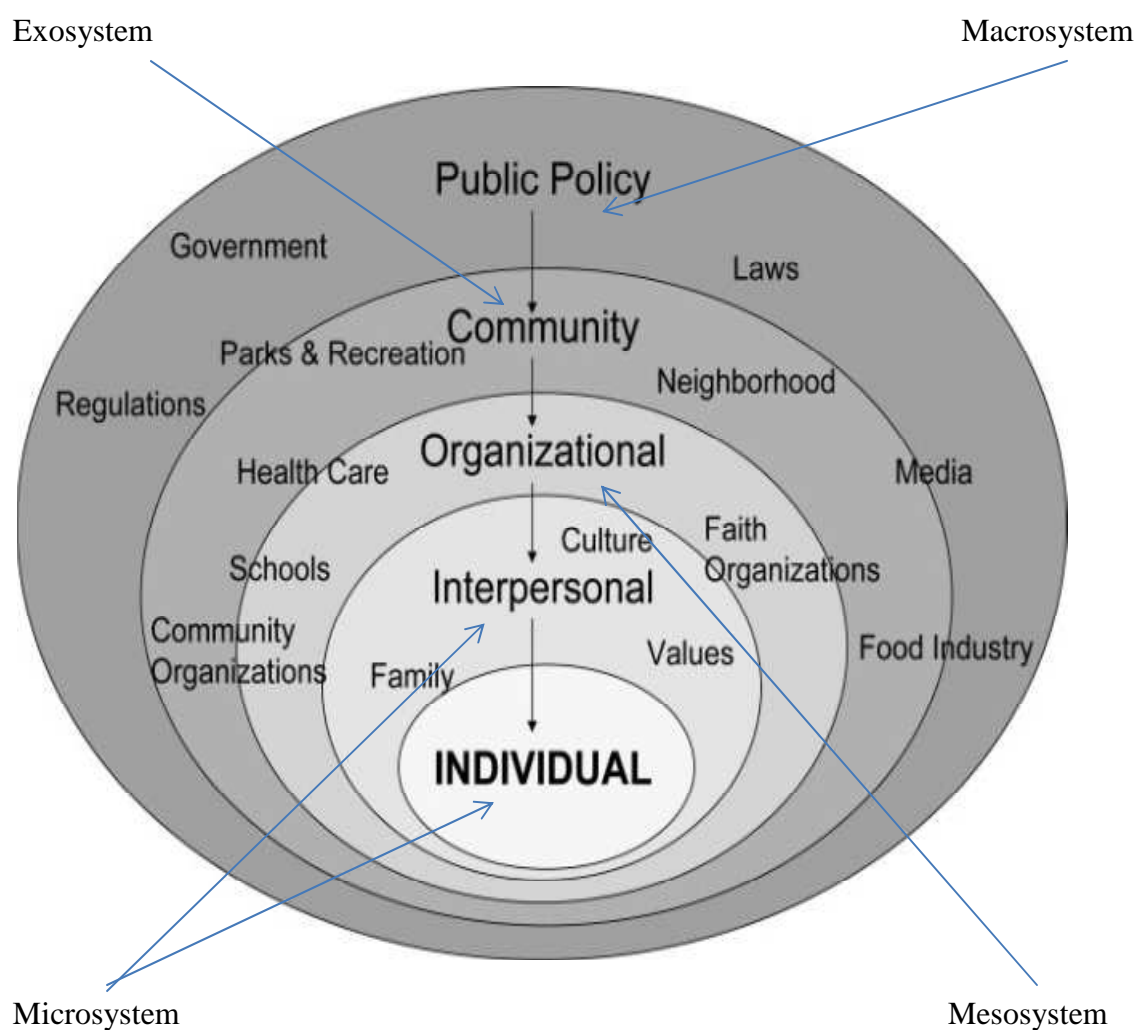 Exosystem
Macrosystem
Public Policy
Government
Laws
Community
Parks & Recreation
Neighborhood
Regulations
Organizational
Health Care
Media
Culture
Faith
Organizations
Schools
Interpersonal
Community
Organizations
Values
Food Industry
Family
INDIVIDUAL
Microsystem
Mesosystem